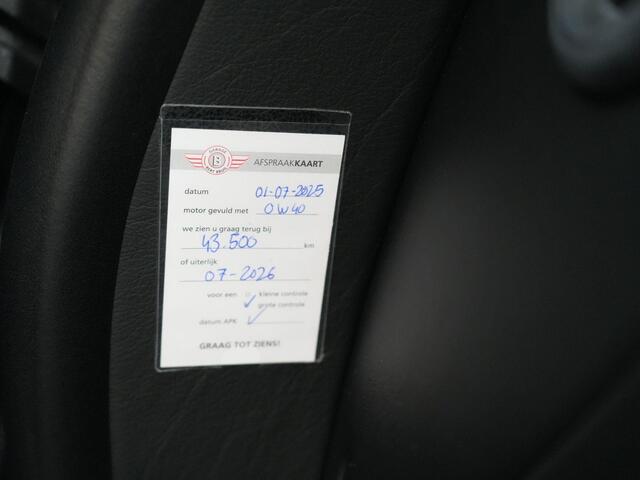 GARAGE
B
AFSPRAAKKAART
datum 01-07-2025
motor gevuld met 0W40
we zien u graag terug bij
43.500 km
of uiterlijk
07-2026
voor een kleine controle
✓ grote controle
datum APK ✓
GRAAG TOT ZIENS!